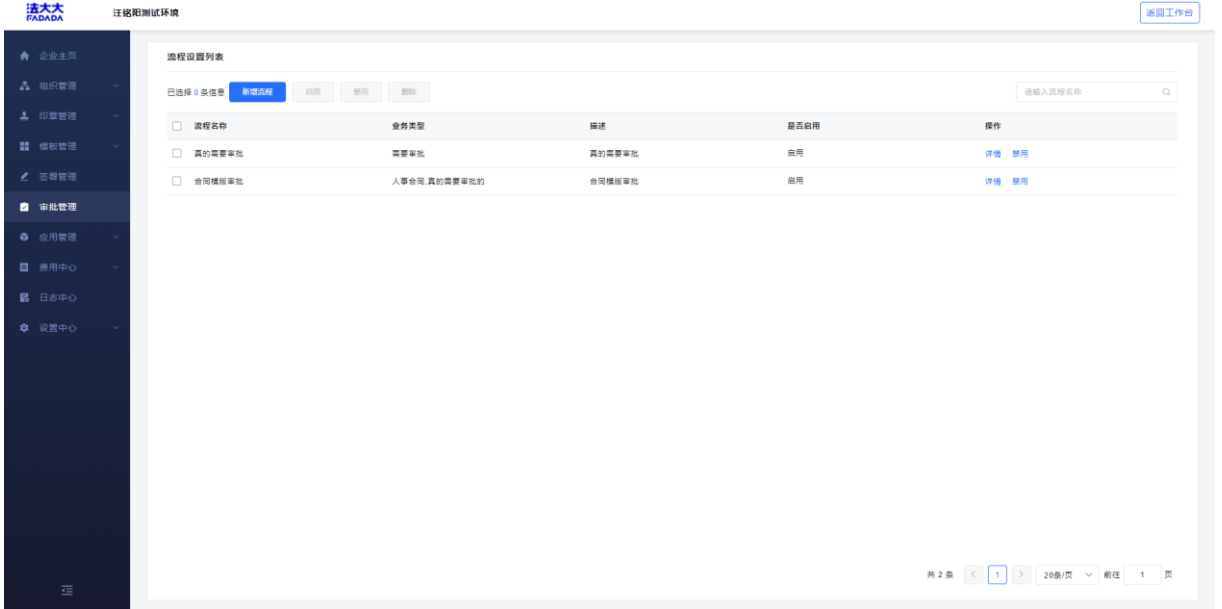 法大大
FADADA
汪铭阳测试环境
返回工作台
企业主页
组织管理
印章管理
模板管理
签署管理
审批管理
应用管理
费用中心
日志中心
设置中心
流程设置列表
已选择 0 条信息 新增流程 启用 禁用 删除 请输入流程名称
流程名称 业务类型 描述 是否启用 操作
真的需要审批 需要审批 真的需要审批 启用 详情 禁用
合同模版审批 人事合同,真的需要审批的 合同模版审批 启用 详情 禁用
共 2 条 1 20条/页 前往 1 页